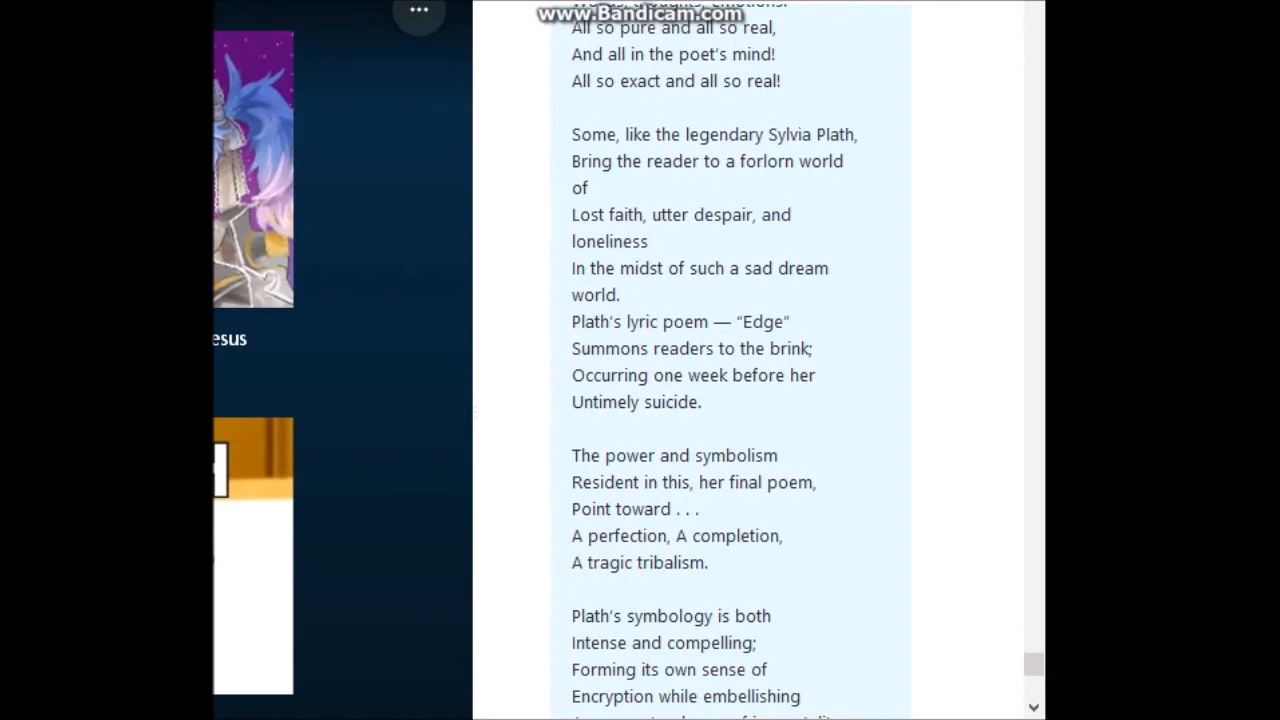 www.Bandicam.com
All so pure and all so real,
And all in the poet's mind!
All so exact and all so real!
Some, like the legendary Sylvia Plath,
Bring the reader to a forlorn world
of
Lost faith, utter despair, and
loneliness
In the midst of such a sad dream
world.
Plath's lyric poem — “Edge”
Summons readers to the brink;
Occurring one week before her
Untimely suicide.
The power and symbolism
Resident in this, her final poem,
Point toward . . .
A perfection, A completion,
A tragic tribalism.
Plath's symbology is both
Intense and compelling;
Forming its own sense of
Encryption while embellishing
esus